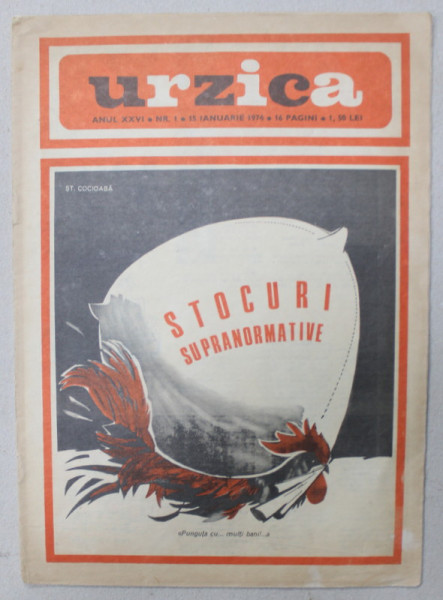 urzica
ANUL XXVI • NR. 1 • 15 IANUARIE 1974 • 16 PAGINI • 1,50 LEI
ST. COCIOABĂ
STOCURI
SUPRANORMATIVE
«Punguța cu... mulți bani!..»